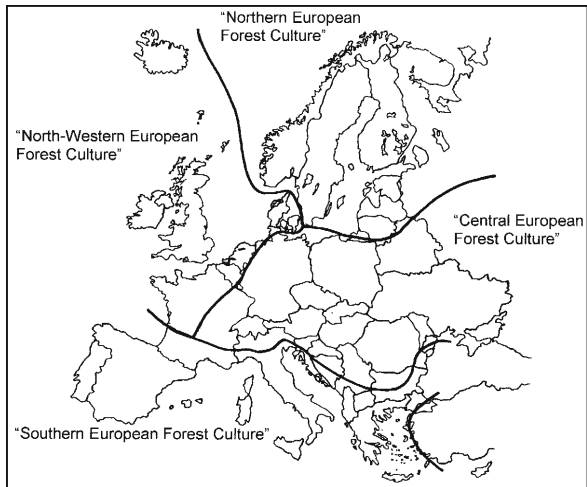 “Northern European
Forest Culture”
“North-Western European
Forest Culture”
“Central European
Forest Culture”
“Southern European Forest Culture”